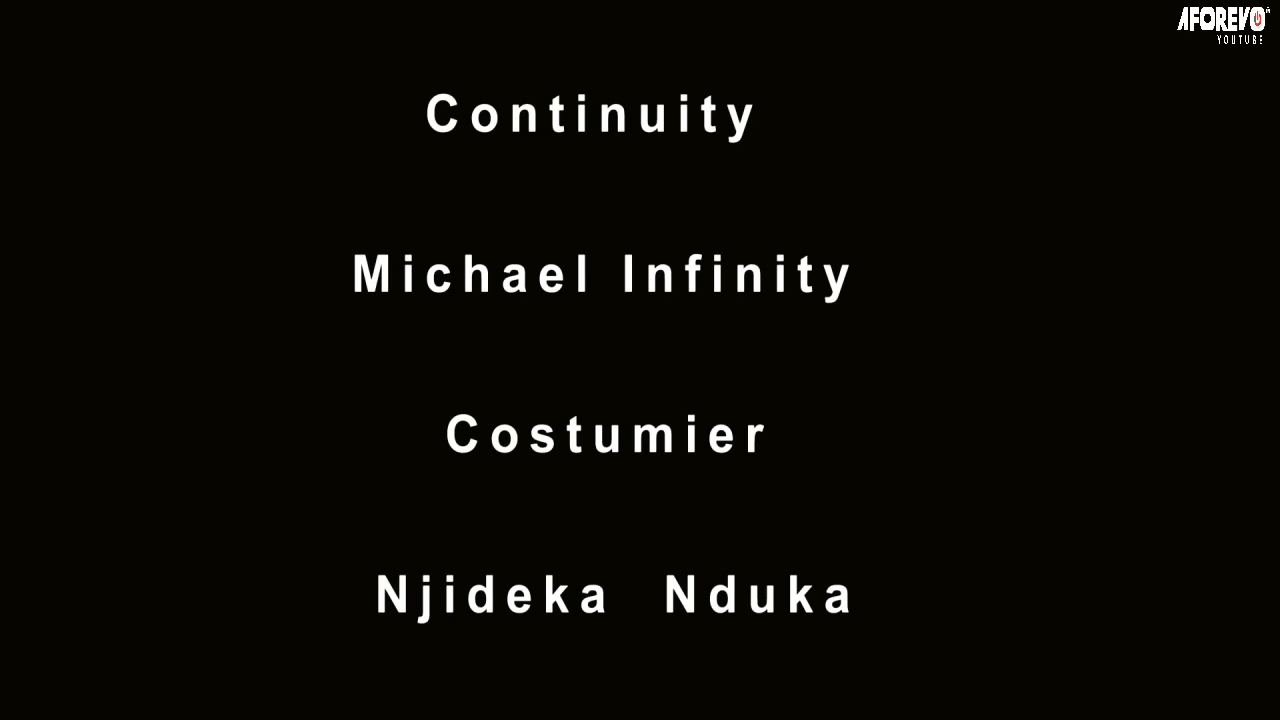 AFOREVO
YOUTUBE
Continuity
Michael Infinity
Costumier
Njideka Nduka